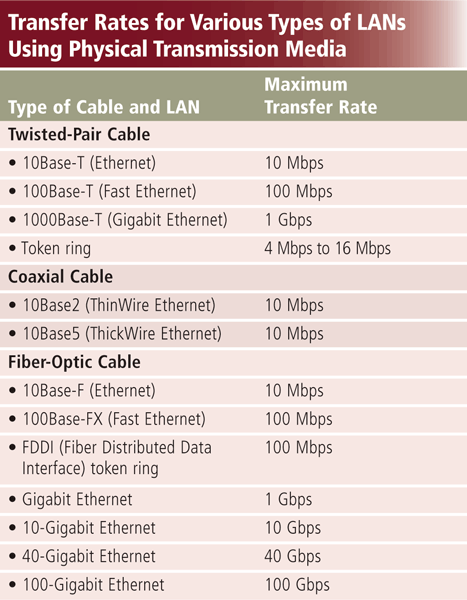 Transfer Rates for Various Types of LANs
Using Physical Transmission Media
Type of Cable and LAN Maximum
Transfer Rate
Twisted-Pair Cable
• 10Base-T (Ethernet) 10 Mbps
• 100Base-T (Fast Ethernet) 100 Mbps
• 1000Base-T (Gigabit Ethernet) 1 Gbps
• Token ring 4 Mbps to 16 Mbps
Coaxial Cable
• 10Base2 (ThinWire Ethernet) 10 Mbps
• 10Base5 (ThickWire Ethernet) 10 Mbps
Fiber-Optic Cable
• 10Base-F (Ethernet) 10 Mbps
• 100Base-FX (Fast Ethernet) 100 Mbps
• FDDI (Fiber Distributed Data 100 Mbps
Interface) token ring
• Gigabit Ethernet 1 Gbps
• 10-Gigabit Ethernet 10 Gbps
• 40-Gigabit Ethernet 40 Gbps
• 100-Gigabit Ethernet 100 Gbps